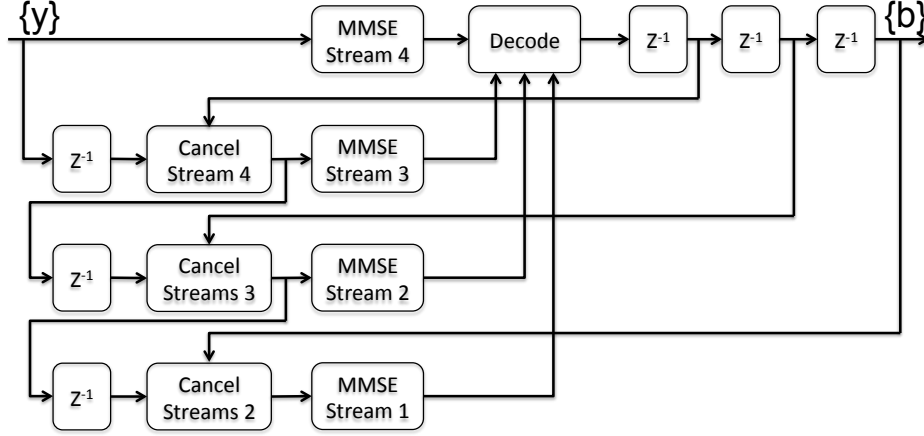 {y}
{b}
MMSE
Stream 4
Decode
Z-1
Z-1
Z-1
Z-1
Cancel
Stream 4
MMSE
Stream 3
Z-1
Cancel
Streams 3
MMSE
Stream 2
Z-1
Cancel
Streams 2
MMSE
Stream 1